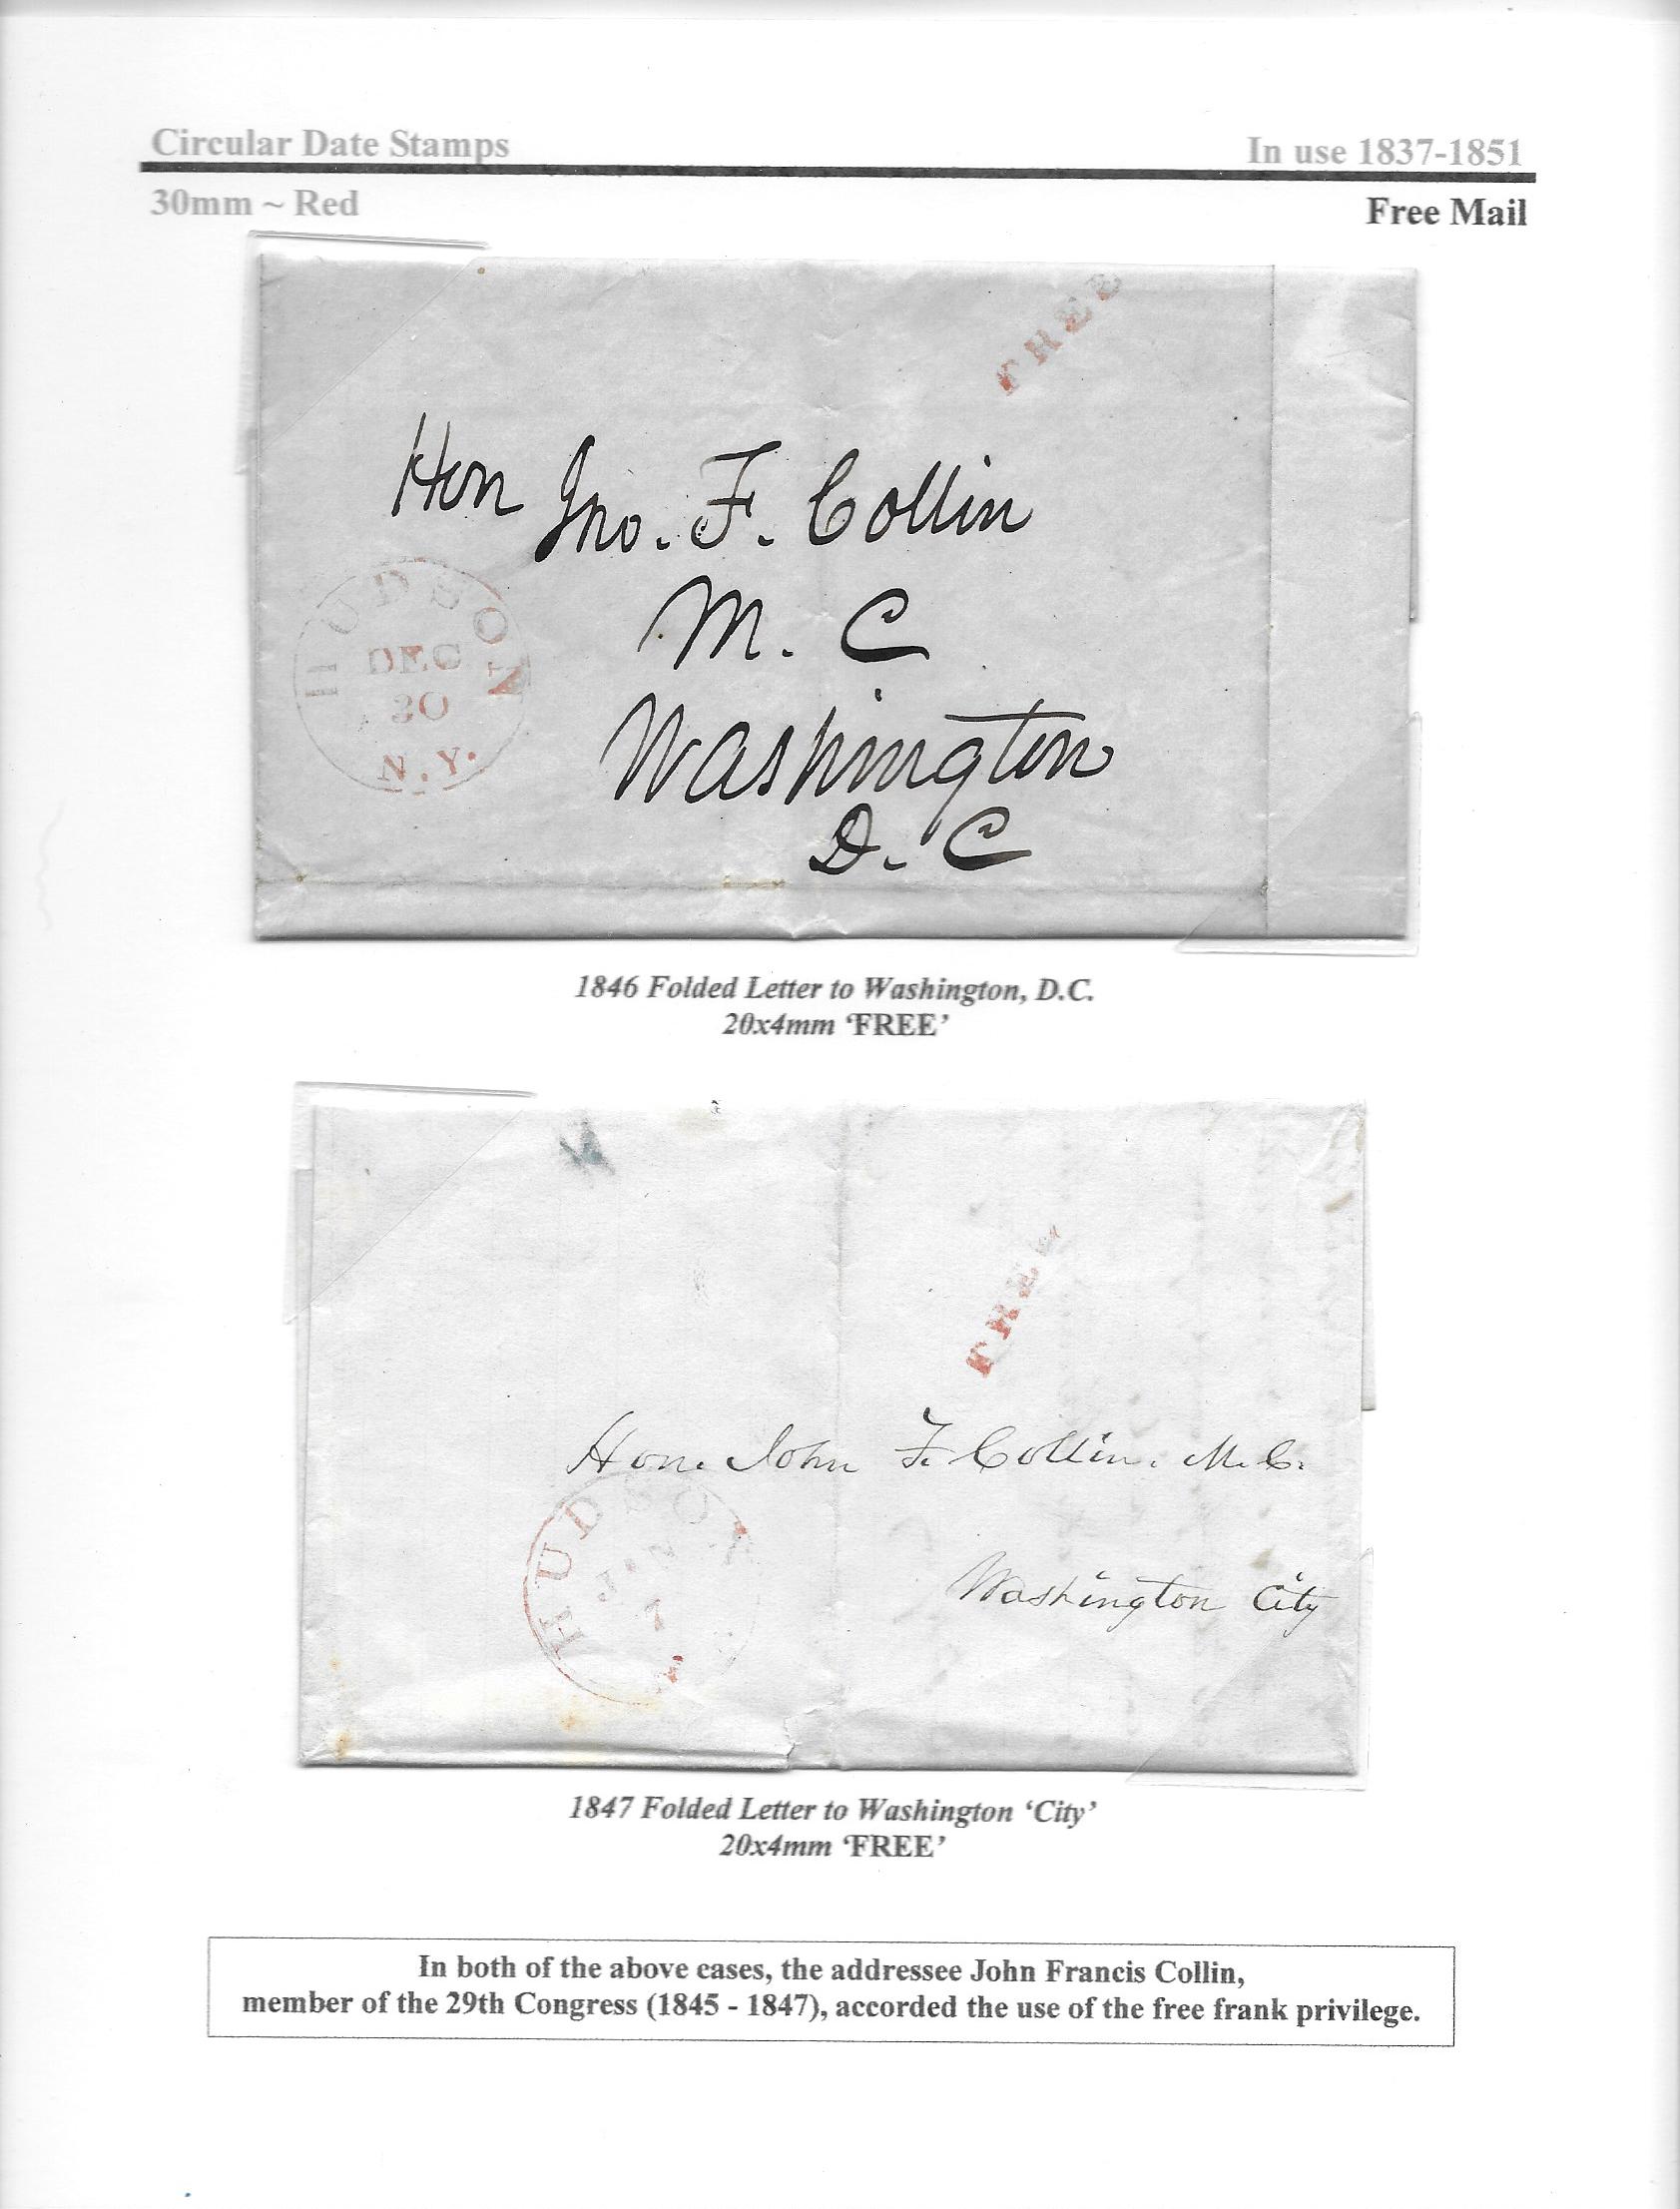 Circular Date Stamps
In use 1837-1851
30mm ~ Red
Free Mail
FREE
Hon Jno. F. Collin
M. C
Washington
D. C
HUDSON
DEC
N.Y.
1846 Folded Letter to Washington, D.C.
20x4mm ‘FREE’
FREE
Hon. John F. Collin. M. C.
Washington City
HUDSON
JAN
7
1847 Folded Letter to Washington ‘City’
20x4mm ‘FREE’
In both of the above cases, the addressee John Francis Collin,
member of the 29th Congress (1845 - 1847), accorded the use of the free frank privilege.